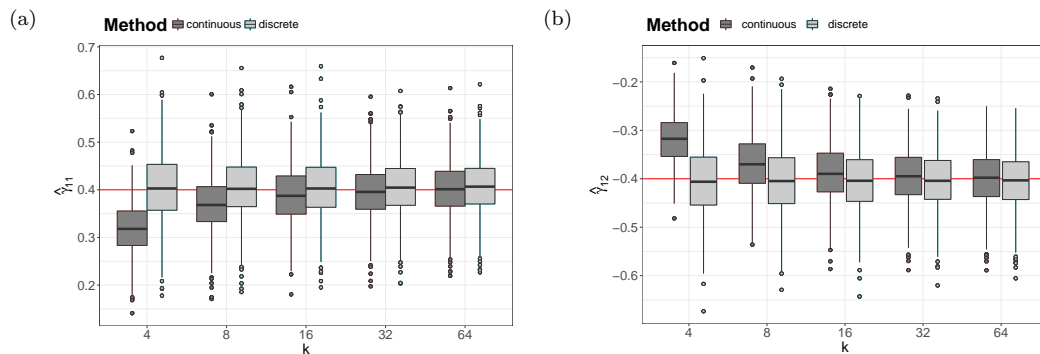 (a)
Method continuous discrete
0.7
0.6
0.5
0.4
0.3
0.2
γ̂11
4 8 16 32 64
k
(b)
Method continuous discrete
−0.2
−0.3
−0.4
−0.5
−0.6
γ̂12
4 8 16 32 64
k